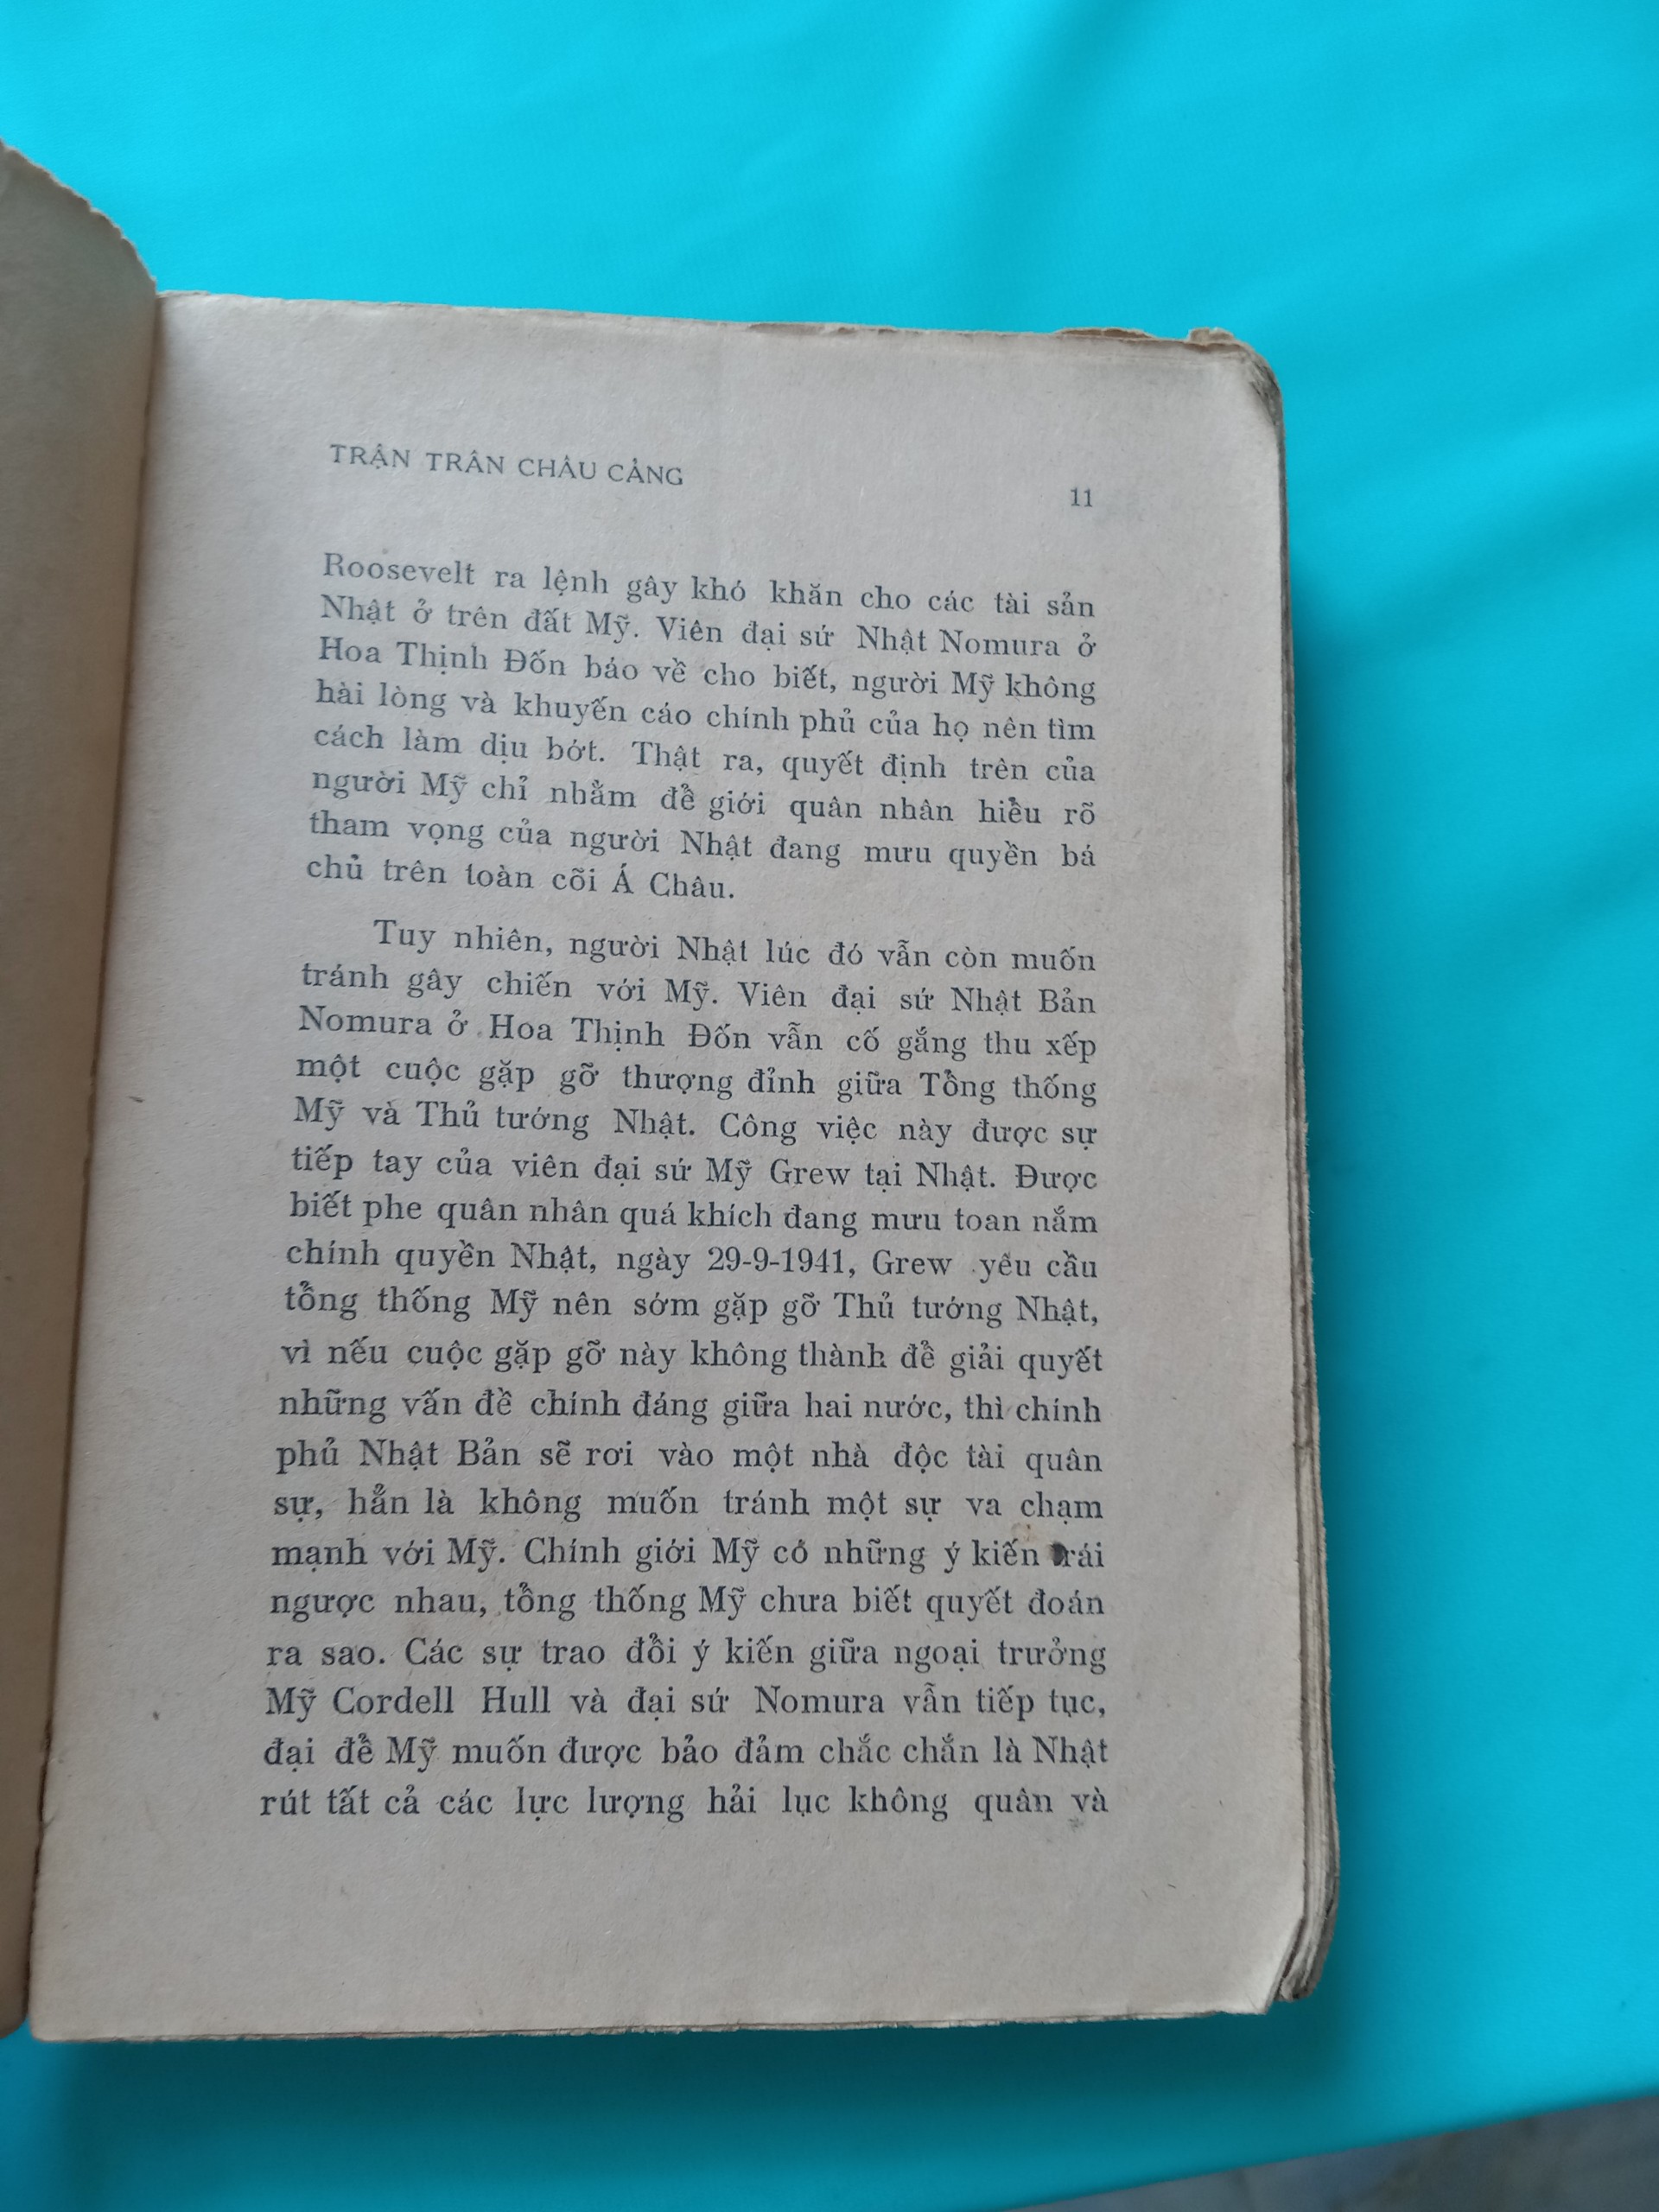 TRẬN TRÂN CHÂU CẢNG
11
Roosevelt ra lệnh gây khó khăn cho các tài sản
Nhật ở trên đất Mỹ. Viên đại sứ Nhật Nomura ở
Hoa Thịnh Đốn báo về cho biết, người Mỹ không
hài lòng và khuyến cáo chính phủ của họ nên tìm
cách làm dịu bớt. Thật ra, quyết định trên của
người Mỹ chỉ nhằm để giới quân nhân hiểu rõ
tham vọng của người Nhật đang mưu quyền bá
chủ trên toàn cõi Á Châu.
Tuy nhiên, người Nhật lúc đó vẫn còn muốn
tránh gây chiến với Mỹ. Viên đại sứ Nhật Bản
Nomura ở Hoa Thịnh Đốn vẫn cố gắng thu xếp
một cuộc gặp gỡ thượng đỉnh giữa Tổng thống
Mỹ và Thủ tướng Nhật. Công việc này được sự
tiếp tay của viên đại sứ Mỹ Grew tại Nhật. Được
biết phe quân nhân quá khích đang mưu toan nắm
chính quyền Nhật, ngày 29-9-1941, Grew yêu cầu
tổng thống Mỹ nên sớm gặp gỡ Thủ tướng Nhật,
vì nếu cuộc gặp gỡ này không thành để giải quyết
những vấn đề chính đáng giữa hai nước, thì chính
phủ Nhật Bản sẽ rơi vào một nhà độc tài quân
sự, hẳn là không muốn tránh một sự va chạm
mạnh với Mỹ. Chính giới Mỹ có những ý kiến trái
ngược nhau, tổng thống Mỹ chưa biết quyết đoán
ra sao. Các sự trao đổi ý kiến giữa ngoại trưởng
Mỹ Cordell Hull và đại sứ Nomura vẫn tiếp tục,
đại để Mỹ muốn được bảo đảm chắc chắn là Nhật
rút tất cả các lực lượng hải lục không quân và